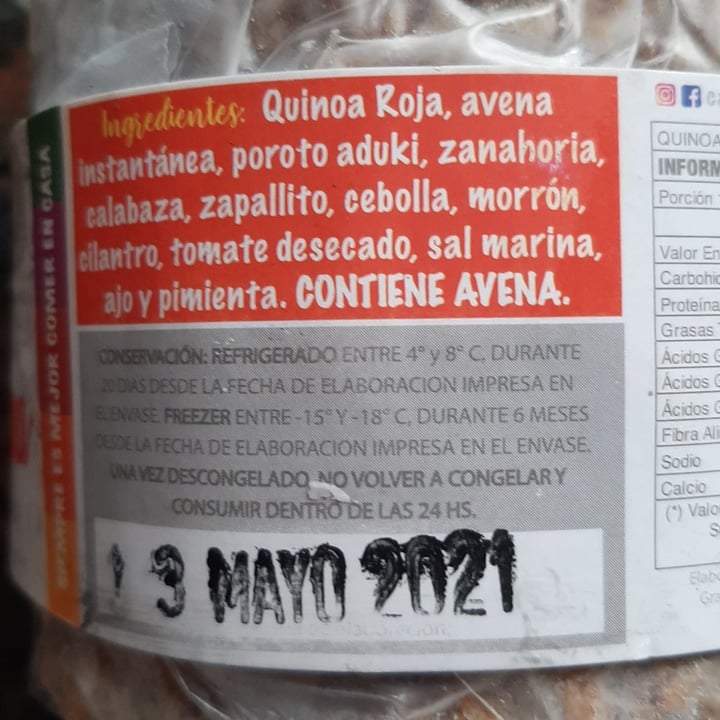 SIEMPRE ES MEJOR COMER EN CASA
Ingredientes: Quinoa Roja, avena
instantánea, poroto aduki, zanahoria,
calabaza, zapallito, cebolla, morrón,
cilantro, tomate desecado, sal marina,
ajo y pimienta. CONTIENE AVENA.
CONSERVACIÓN: REFRIGERADO ENTRE 4° y 8° C, DURANTE
20 DIAS DESDE LA FECHA DE ELABORACION IMPRESA EN
EL ENVASE. FREEZER ENTRE -15° Y -18° C, DURANTE 6 MESES
DESDE LA FECHA DE ELABORACION IMPRESA EN EL ENVASE.
UNA VEZ DESCONGELADO, NO VOLVER A CONGELAR Y
CONSUMIR DENTRO DE LAS 24 HS.
3 MAYO 2021
QUINOA
INFORM
Porción
Valor En
Carbohi
Proteína
Grasas
Ácidos G
Ácidos G
Ácidos G
Fibra Ali
Sodio
Calcio
(*) Valo
Elabo
Gra